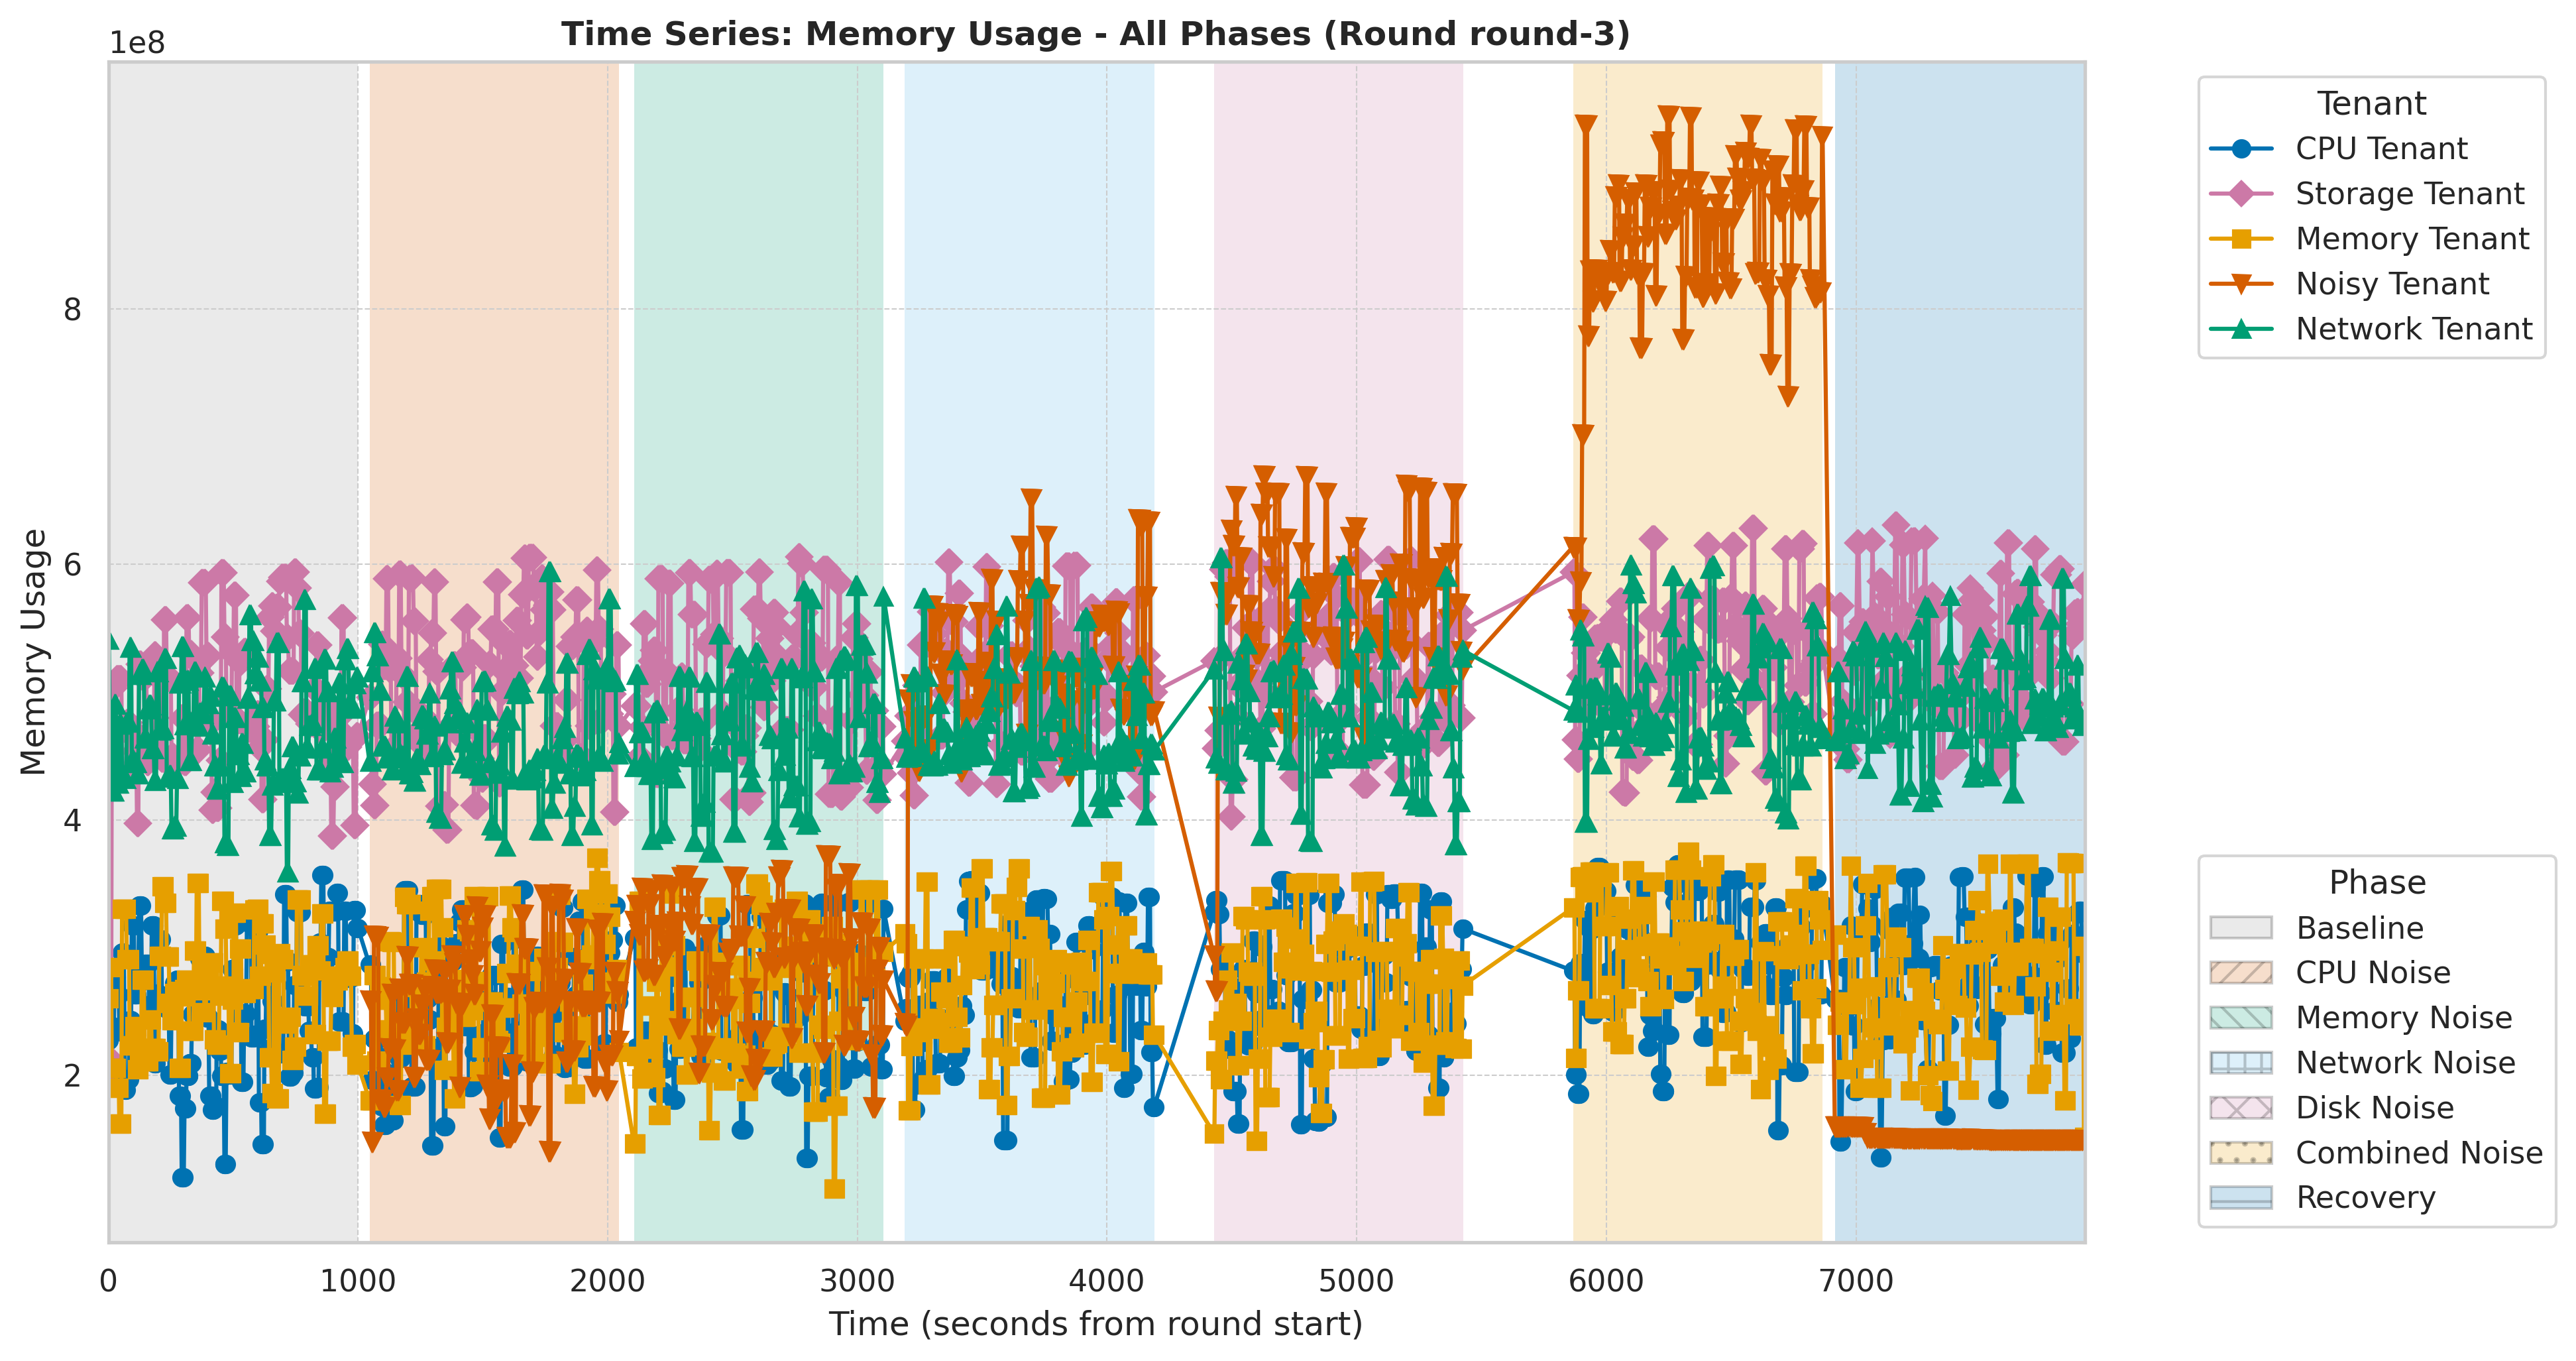 Time Series: Memory Usage - All Phases (Round round-3)
1e8
8
6
4
2
Memory Usage
0 1000 2000 3000 4000 5000 6000 7000
Time (seconds from round start)
Tenant
CPU Tenant
Storage Tenant
Memory Tenant
Noisy Tenant
Network Tenant
Phase
Baseline
CPU Noise
Memory Noise
Network Noise
Disk Noise
Combined Noise
Recovery